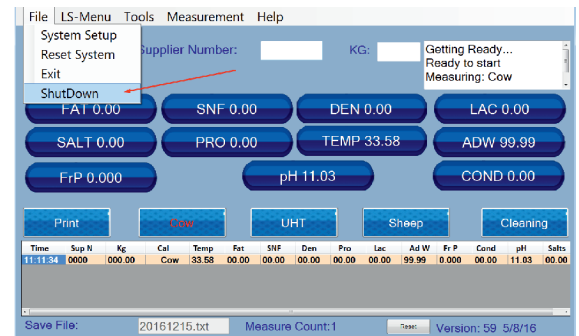 File LS-Menu Tools Measurement Help
System Setup
Reset System
Exit
ShutDown
Supplier Number: KG:
Getting Ready...
Ready to start
Measuring: Cow
FAT 0.00 SNF 0.00 DEN 0.00 LAC 0.00
SALT 0.00 PRO 0.00 TEMP 33.58 ADW 99.99
FrP 0.000 pH 11.03 COND 0.00
Print Cow UHT Sheep Cleaning
Time Sup N Kg Cal Temp Fat SNF Den Pro Lac Ad W Fr P Cond pH Salts
11:11:34 0000 000.00 Cow 33.58 00.00 00.00 00.00 00.00 00.00 99.99 0.000 00.00 11.03 00.00
Save File: 20161215.txt Measure Count:1 Reset Version: 59 5/8/16